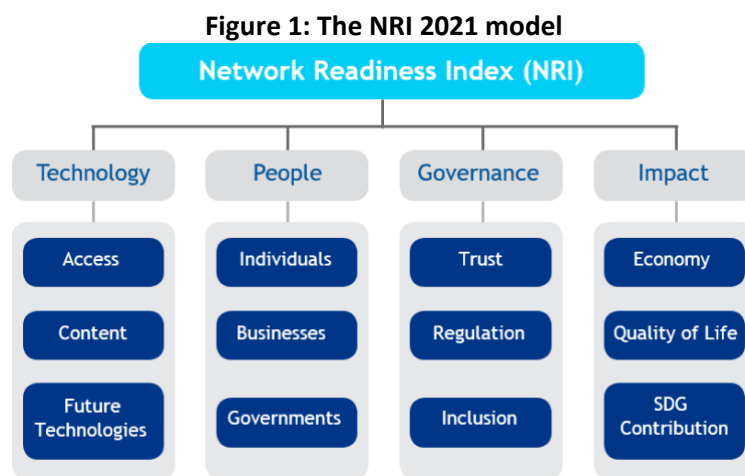 Figure 1: The NRI 2021 model
Network Readiness Index (NRI)
Technology
People
Governance
Impact
Access
Individuals
Trust
Economy
Content
Businesses
Regulation
Quality of Life
Future
Technologies
Governments
Inclusion
SDG
Contribution